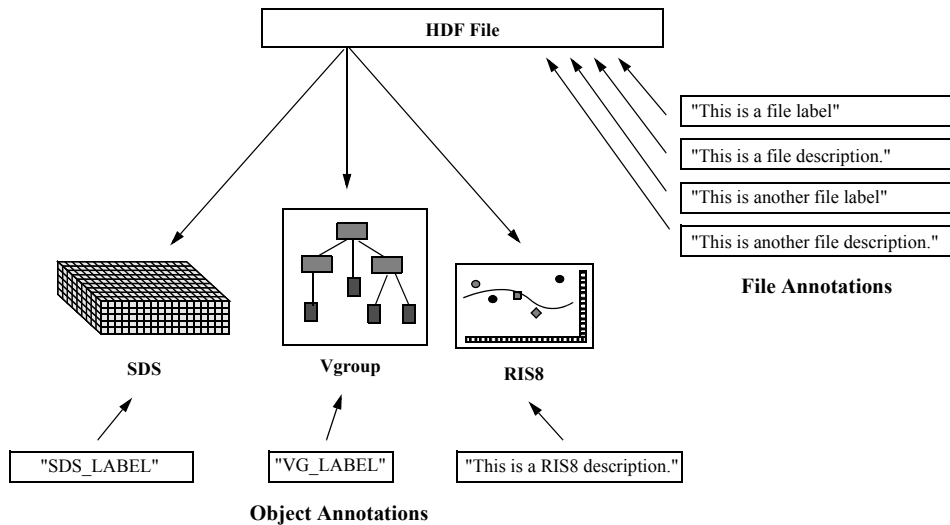 HDF File
"This is a file label"
"This is a file description."
"This is another file label"
"This is another file description."
File Annotations
SDS
Vgroup
RIS8
"SDS_LABEL"
"VG_LABEL"
"This is a RIS8 description."
Object Annotations